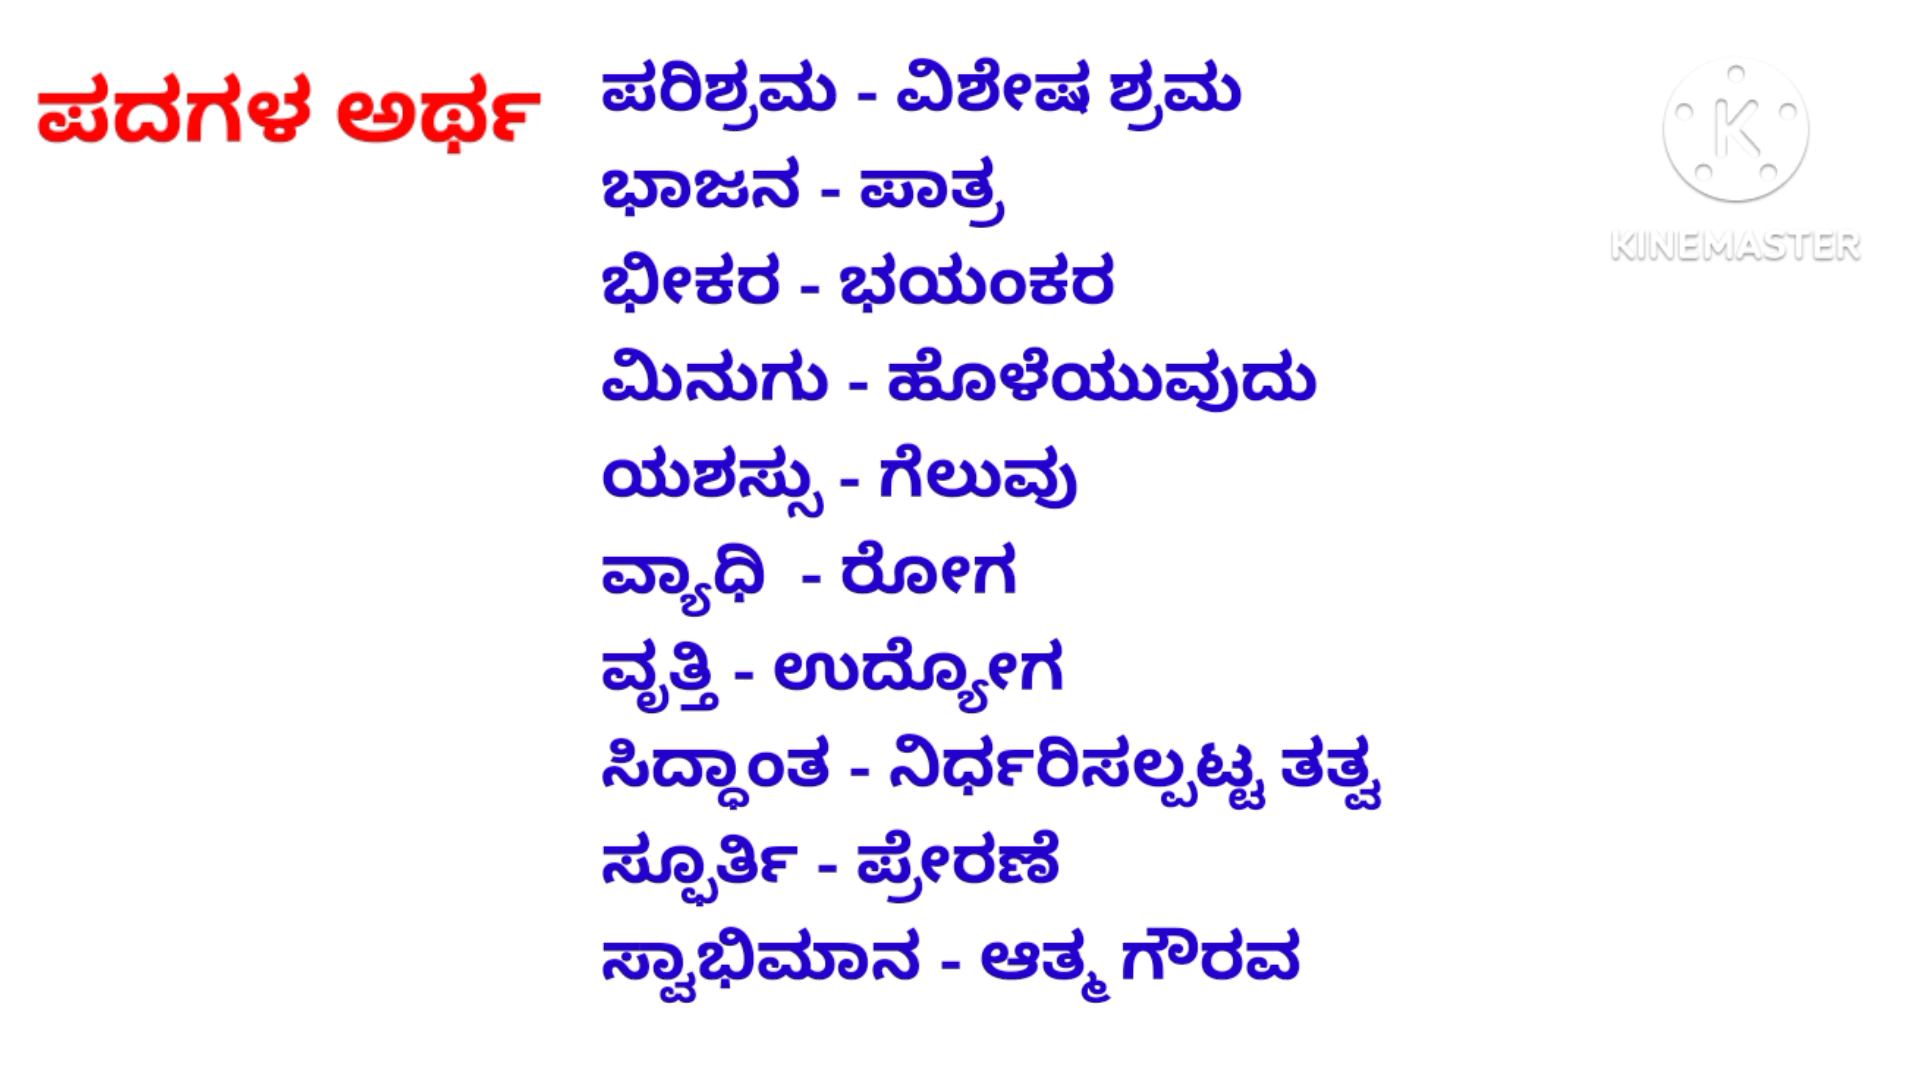 ಪದಗಳ ಅರ್ಥ
ಪರಿಶ್ರಮ - ವಿಶೇಷ ಶ್ರಮ
ಭಾಜನ - ಪಾತ್ರ
ಭೀಕರ - ಭಯಂಕರ
ಮಿನುಗು - ಹೊಳೆಯುವುದು
ಯಶಸ್ಸು - ಗೆಲುವು
ವ್ಯಾಧಿ - ರೋಗ
ವೃತ್ತಿ - ಉದ್ಯೋಗ
ಸಿದ್ಧಾಂತ - ನಿರ್ಧರಿಸಲ್ಪಟ್ಟ ತತ್ವ
ಸ್ಫೂರ್ತಿ - ಪ್ರೇರಣೆ
ಸ್ವಾಭಿಮಾನ - ಆತ್ಮ ಗೌರವ
K
KINEMASTER